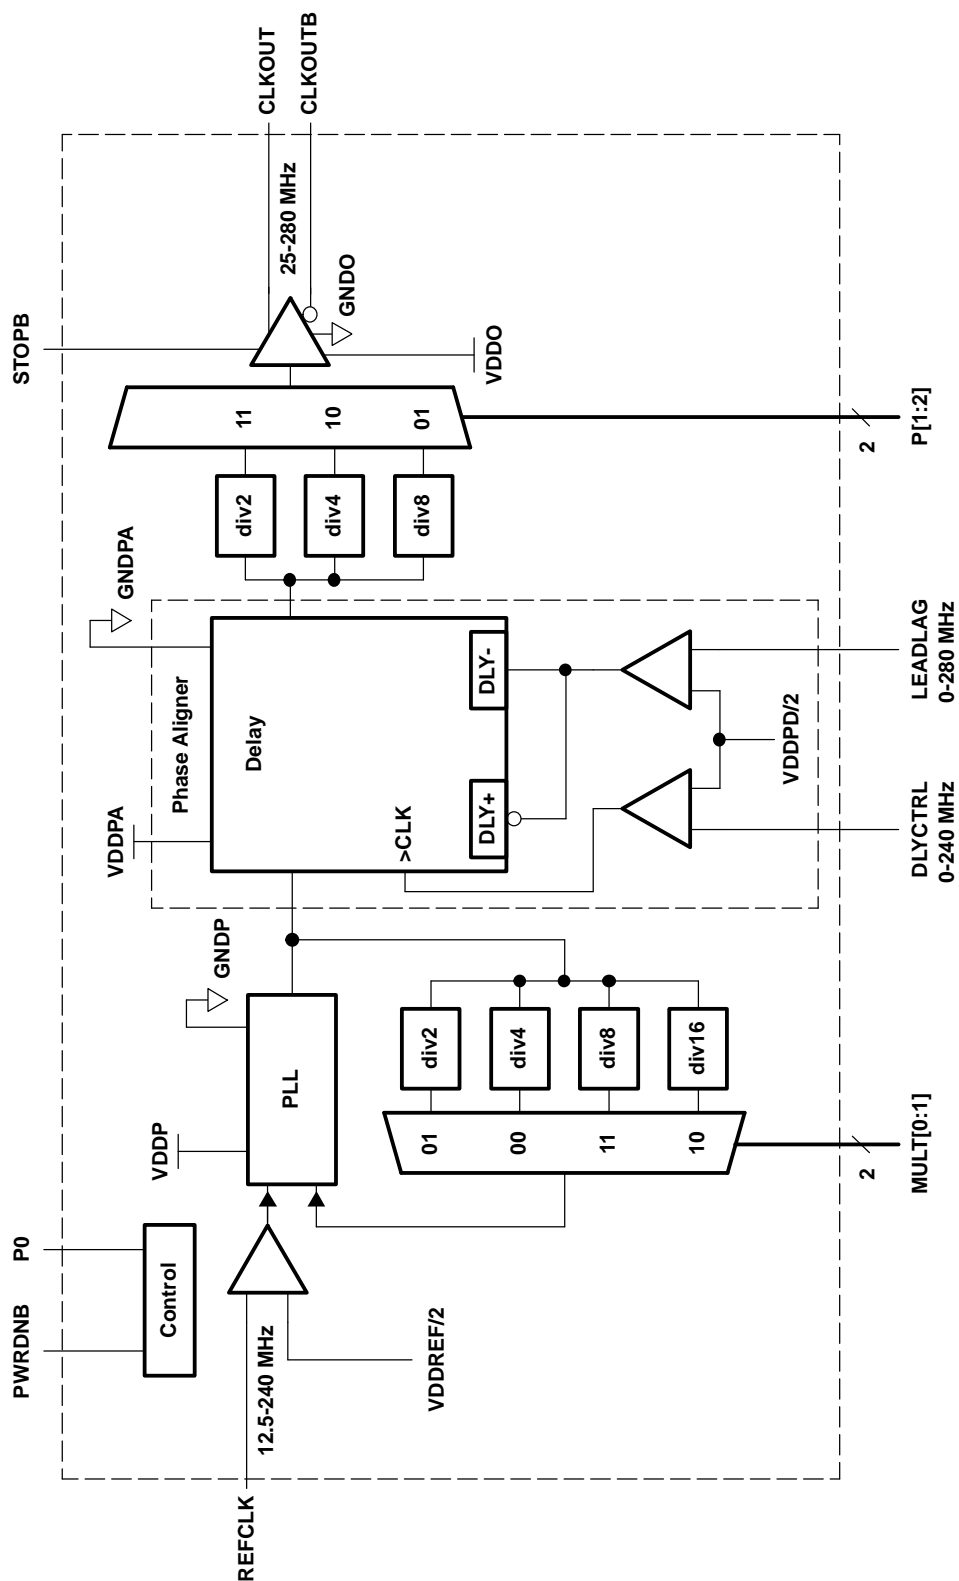 PWRDNB
P0
STOPB
Control
VDDP
GNDP
VDDPA
GNDPA
Phase Aligner
REFCLK
12.5-240 MHz
VDDREF/2
PLL
Delay
>CLK
DLY+
DLY-
div2
div4
div8
11
10
01
CLKOUT
25-280 MHz
CLKOUTB
GNDO
VDDO
01
00
11
10
div2
div4
div8
div16
VDDPD/2
2
MULT[0:1]
DLYCTRL
0-240 MHz
LEADLAG
0-280 MHz
2
P[1:2]